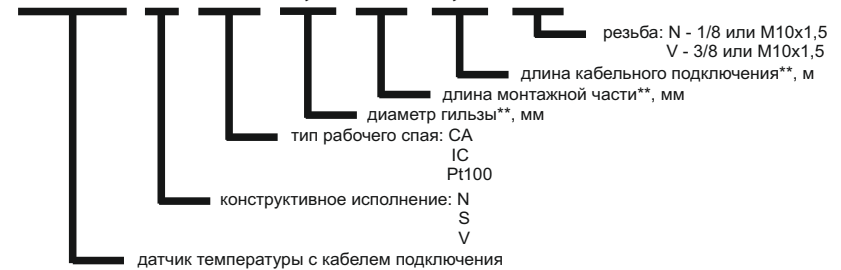 резьба: N - 1/8 или M10x1,5
V - 3/8 или M10x1,5
длина кабельного подключения**, м
длина монтажной части**, мм
диаметр гильзы**, мм
тип рабочего спая: CA
IC
Pt100
конструктивное исполнение: N
S
V
датчик температуры с кабелем подключения